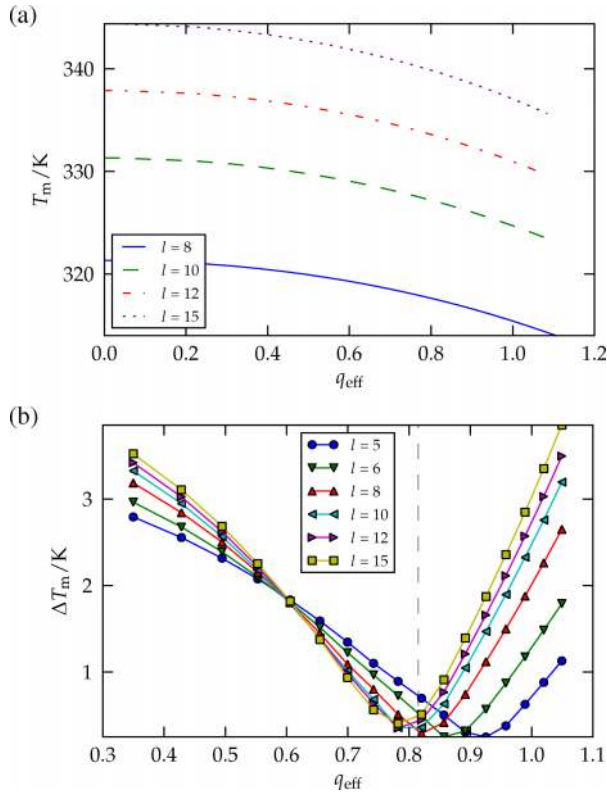 (a)
340
330
320
T_m/K
l = 8
l = 10
l = 12
l = 15
0.0 0.2 0.4 0.6 0.8 1.0 1.2
q_eff
(b)
3
2
1
ΔT_m/K
l = 5
l = 6
l = 8
l = 10
l = 12
l = 15
0.3 0.4 0.5 0.6 0.7 0.8 0.9 1.0 1.1
q_eff